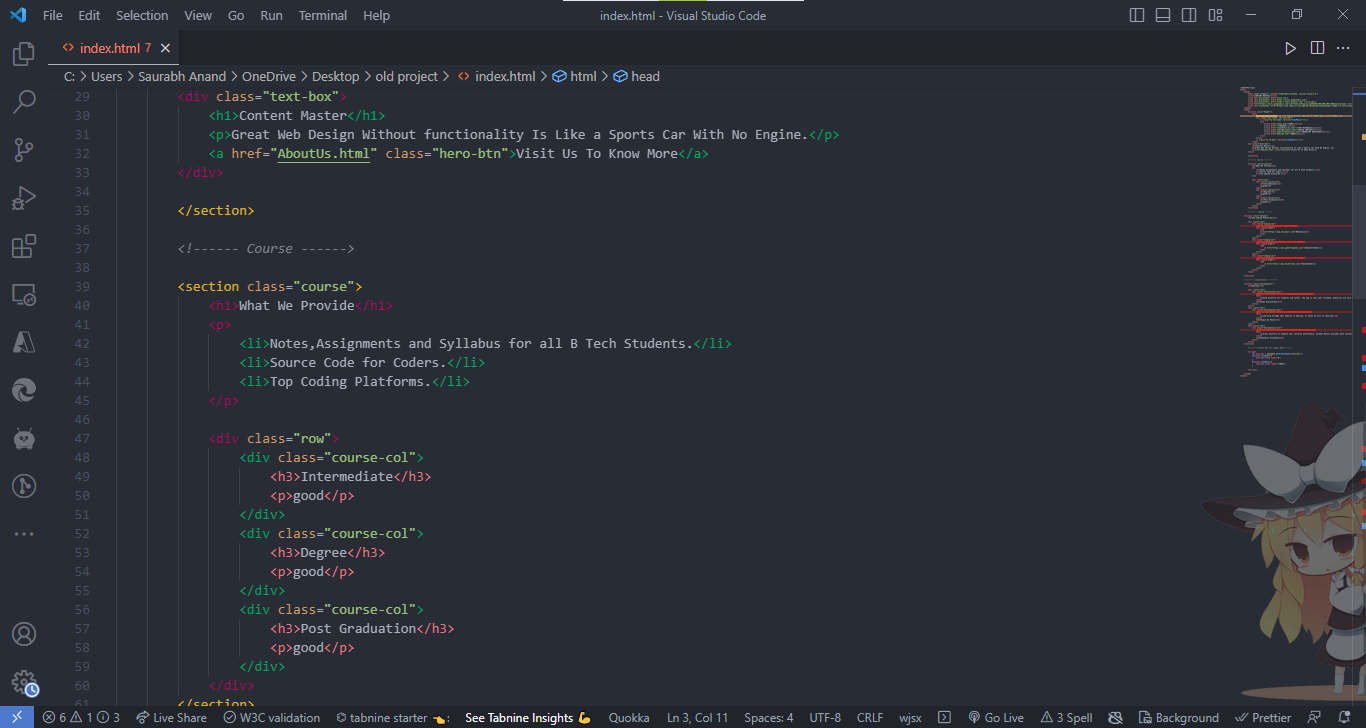 File Edit Selection View Go Run Terminal Help index.html - Visual Studio Code
index.html 7
C: > Users > Saurabh Anand > OneDrive > Desktop > old project > index.html > html > head
29 <div class="text-box">
30 <h1>Content Master</h1>
31 <p>Great Web Design Without functionality Is Like a Sports Car With No Engine.</p>
32 <a href="AboutUs.html" class="hero-btn">Visit Us To Know More</a>
33 </div>
34
35 </section>
36
37 <!------ Course ------>
38
39 <section class="course">
40 <h1>What We Provide</h1>
41 <p>
42 <li>Notes,Assignments and Syllabus for all B Tech Students.</li>
43 <li>Source Code for Coders.</li>
44 <li>Top Coding Platforms.</li>
45 </p>
46
47 <div class="row">
48 <div class="course-col">
49 <h3>Intermediate</h3>
50 <p>good</p>
51 </div>
52 <div class="course-col">
53 <h3>Degree</h3>
54 <p>good</p>
55 </div>
56 <div class="course-col">
57 <h3>Post Graduation</h3>
58 <p>good</p>
59 </div>
60 </div>
61 </section>
6 1 3 Live Share W3C validation tabnine starter : See Tabnine Insights Quokka Ln 3, Col 11 Spaces: 4 UTF-8 CRLF wjsx Go Live 3 Spell Background Prettier